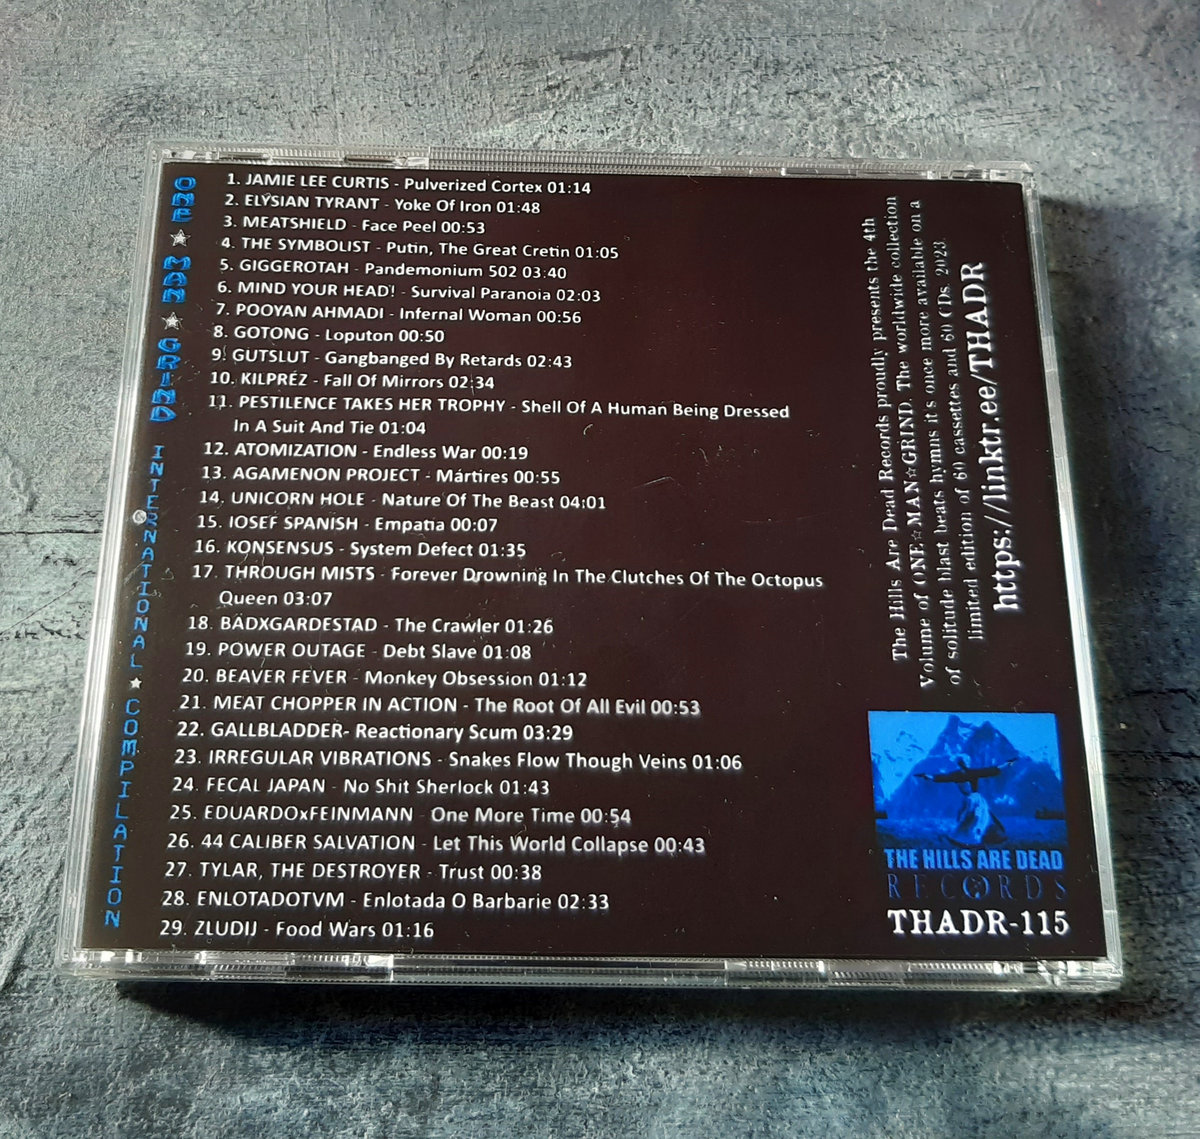 ONE☆MAN☆GRIND INTERNATIONAL★COMPILATION
1. JAMIE LEE CURTIS - Pulverized Cortex 01:14
2. ELYSIAN TYRANT - Yoke Of Iron 01:48
3. MEATSHIELD - Face Peel 00:53
4. THE SYMBOLIST - Putin, The Great Cretin 01:05
5. GIGGEROTAH - Pandemonium 502 03:40
6. MIND YOUR HEAD! - Survival Paranoia 02:03
7. POOYAN AHMADI - Infernal Woman 00:56
8. GOTONG - Loputon 00:50
9. GUTSLUT - Gangbanged By Retards 02:43
10. KILPRÉZ - Fall Of Mirrors 02:34
11. PESTILENCE TAKES HER TROPHY - Shell Of A Human Being Dressed
In A Suit And Tie 01:04
12. ATOMIZATION - Endless War 00:19
13. AGAMENON PROJECT - Mártires 00:55
14. UNICORN HOLE - Nature Of The Beast 04:01
15. IOSEF SPANISH - Empatia 00:07
16. KONSENSUS - System Defect 01:35
17. THROUGH MISTS - Forever Drowning In The Clutches Of The Octopus
Queen 03:07
18. BÄDXGARDESTAD - The Crawler 01:26
19. POWER OUTAGE - Debt Slave 01:08
20. BEAVER FEVER - Monkey Obsession 01:12
21. MEAT CHOPPER IN ACTION - The Root Of All Evil 00:53
22. GALLBLADDER- Reactionary Scum 03:29
23. IRREGULAR VIBRATIONS - Snakes Flow Though Veins 01:06
24. FECAL JAPAN - No Shit Sherlock 01:43
25. EDUARDOxFEINMANN - One More Time 00:54
26. 44 CALIBER SALVATION - Let This World Collapse 00:43
27. TYLAR, THE DESTROYER - Trust 00:38
28. ENLOTADOTVM - Enlotada O Barbarie 02:33
29. ZLUDIJ - Food Wars 01:16
The Hills Are Dead Records proudly presents the 4th
Volume of ONE☆MAN☆GRIND. The worldwide collection
of solitude blast beats hymns it's once more available on a
limited edition of 60 cassettes and 60 CDs. 2023.
https://linktr.ee/THADR
THE HILLS ARE DEAD
RECORDS
THADR-115